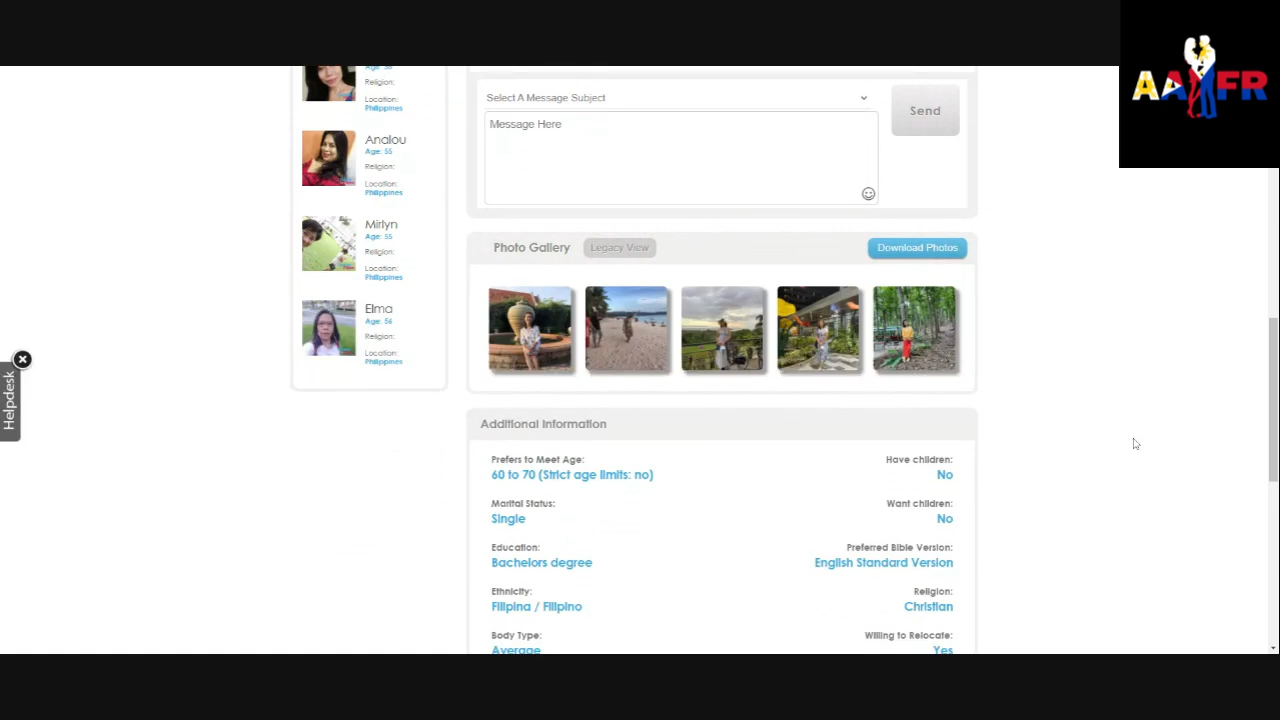 Religion:
Location:
Philippines
Analou
Age: 55
Religion:
Location:
Philippines
Mirlyn
Age: 55
Religion:
Location:
Philippines
Elma
Age: 56
Religion:
Location:
Philippines
Helpdesk
Select A Message Subject
Send
Message Here
Photo Gallery
Legacy View
Download Photos
Additional Information
Prefers to Meet Age:
60 to 70 (Strict age limits: no)
Have children:
No
Marital Status:
Single
Want children:
No
Education:
Bachelors degree
Preferred Bible Version:
English Standard Version
Ethnicity:
Filipina / Filipino
Religion:
Christian
Body Type:
Average
Willing to Relocate:
Yes